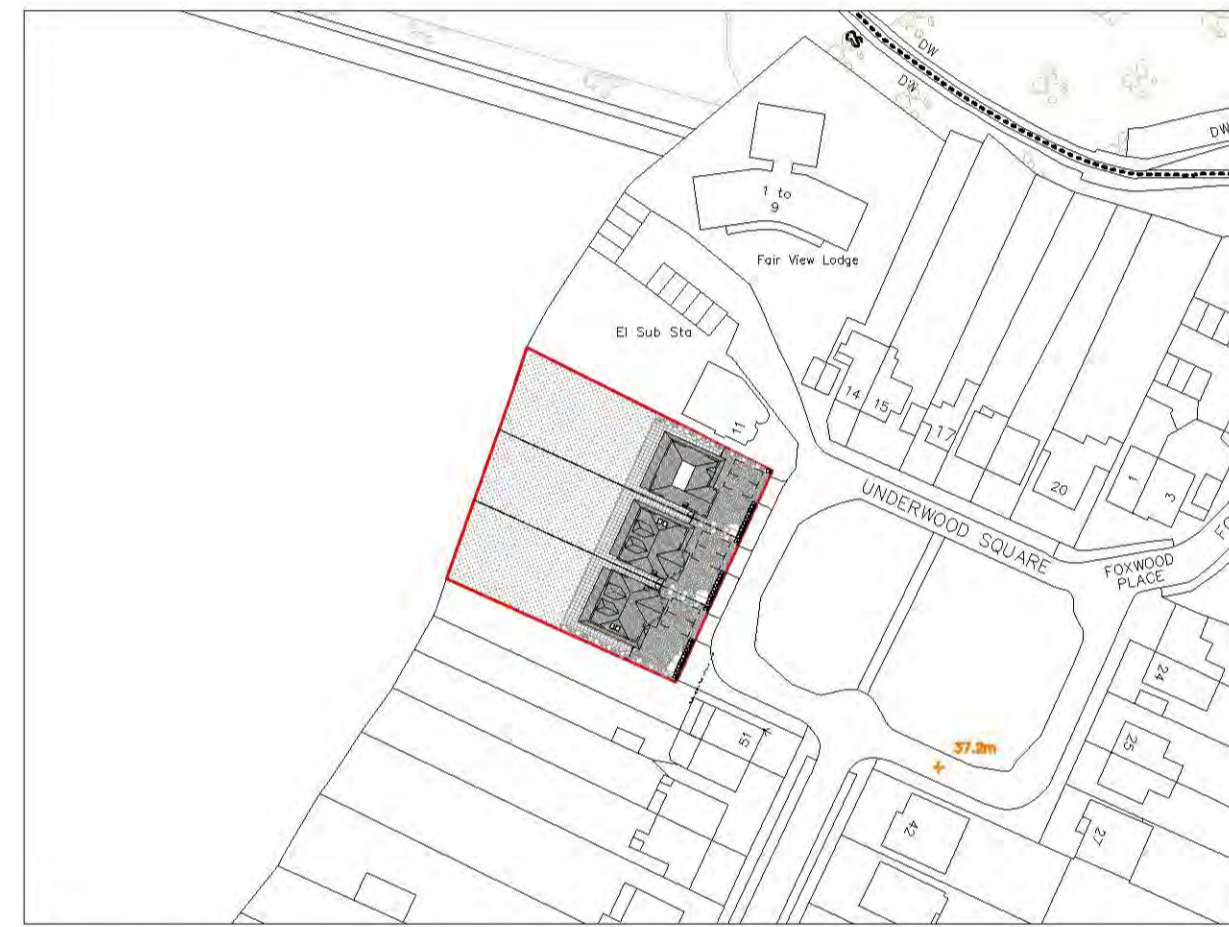 DW
DW
DW
1 to
9
Fair View Lodge
El Sub Sta
11
14
15
17
20
1
3
UNDERWOOD SQUARE
FOXWOOD
PLACE
24
25
27
42
51
37.2m